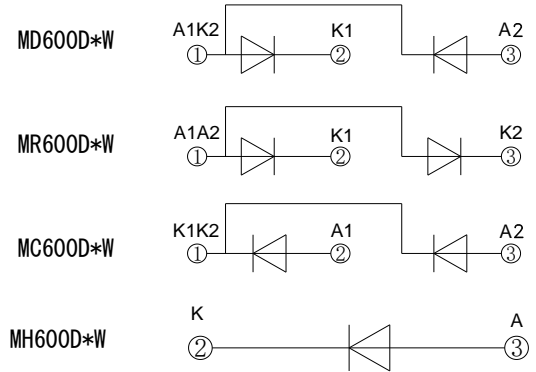 MD600D*W A1K2 K1 A2
① ② ③
MR600D*W A1A2 K1 K2
① ② ③
MC600D*W K1K2 A1 A2
① ② ③
MH600D*W K A
② ③